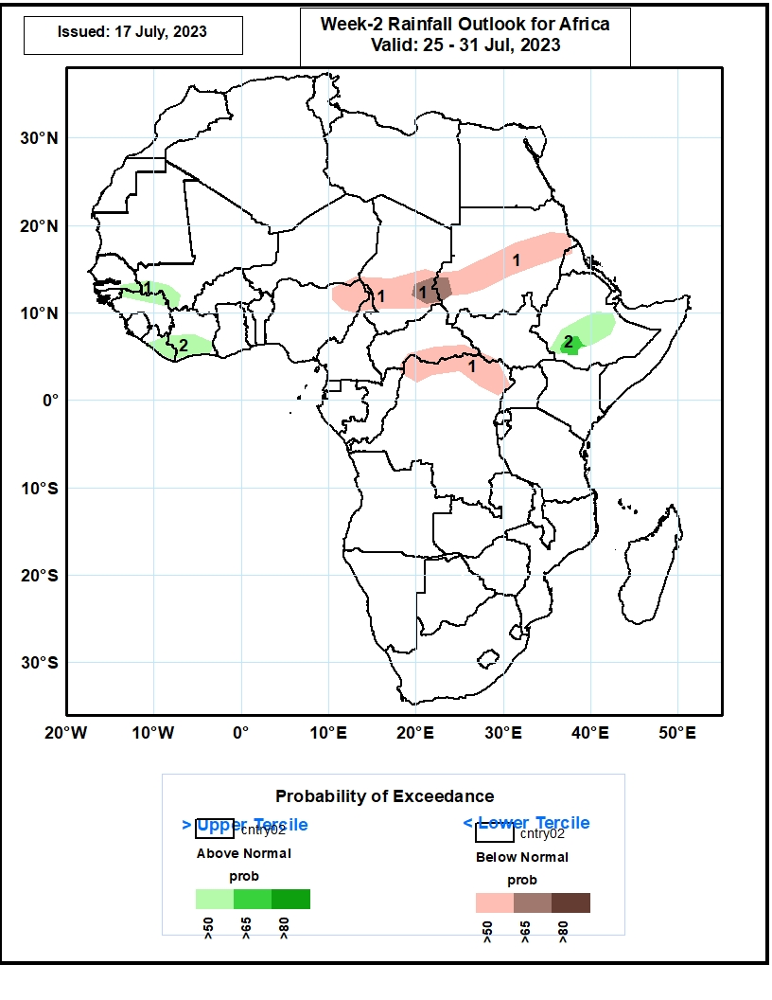 Issued: 17 July, 2023
Week-2 Rainfall Outlook for Africa
Valid: 25 - 31 Jul, 2023
30°N
20°N
10°N
0°
10°S
20°S
30°S
1
1
1
1
2
2
1
20°W 10°W 0° 10°E 20°E 30°E 40°E 50°E
Probability of Exceedance
> Upper Tercile
cntry02
Above Normal
prob
>50 >65 >80
< Lower Tercile
cntry02
Below Normal
prob
>50 >65 >80